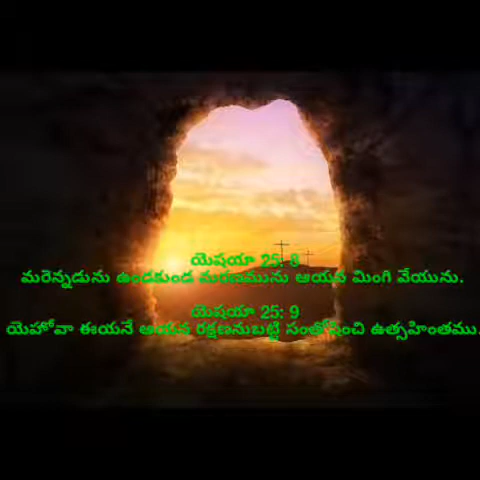 యెషయా 25: 8
మరెన్నడును ఉండకుండ మరణమును ఆయన మింగి వేయును.
యెషయా 25: 9
యెహోవా ఈయనే ఆయన రక్షణనుబట్టి సంతోషించి ఉత్సహింతము.